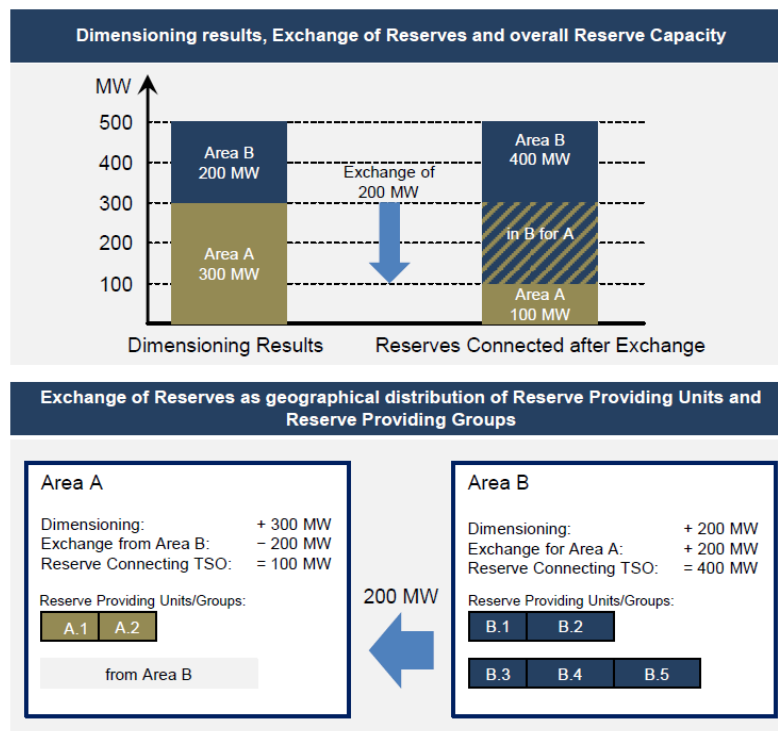 Dimensioning results, Exchange of Reserves and overall Reserve Capacity
MW
500
400
300
200
100
Area B
200 MW
Area A
300 MW
Exchange of
200 MW
Area B
400 MW
in B for A
Area A
100 MW
Dimensioning Results
Reserves Connected after Exchange
Exchange of Reserves as geographical distribution of Reserve Providing Units and
Reserve Providing Groups
Area A
Dimensioning: + 300 MW
Exchange from Area B: − 200 MW
Reserve Connecting TSO: = 100 MW
Reserve Providing Units/Groups:
A.1 A.2
from Area B
200 MW
Area B
Dimensioning: + 200 MW
Exchange for Area A: + 200 MW
Reserve Connecting TSO: = 400 MW
Reserve Providing Units/Groups:
B.1 B.2
B.3 B.4 B.5